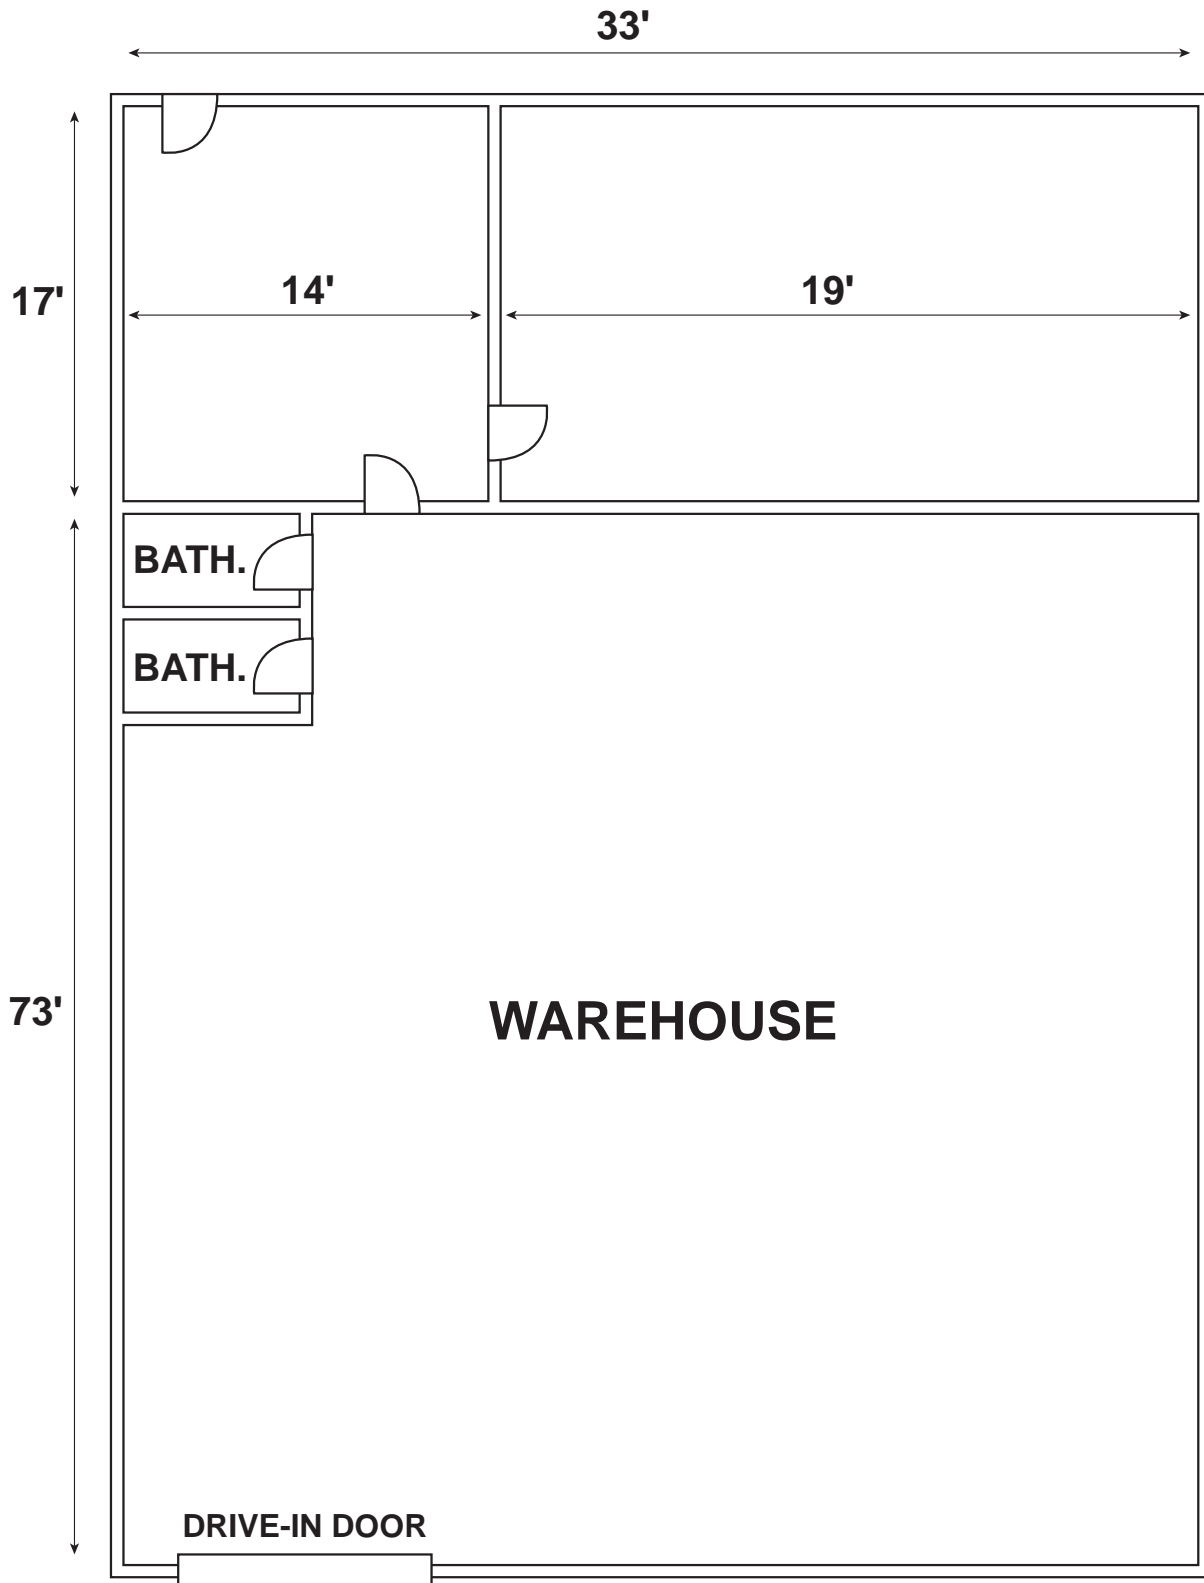 33'
17'
14'
19'
BATH.
BATH.
73'
WAREHOUSE
DRIVE-IN DOOR